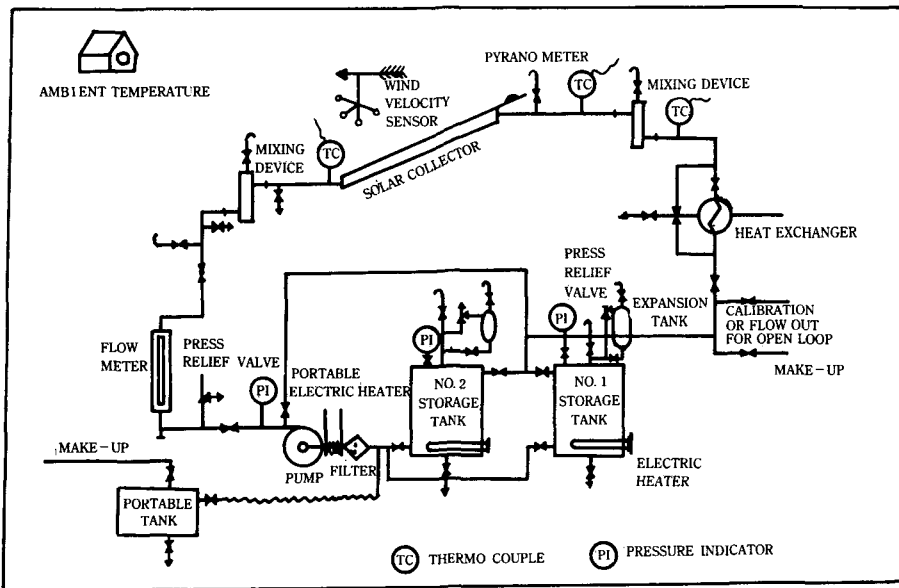 PYRANO METER
MIXING DEVICE
TC
TC
AMBIENT TEMPERATURE
WIND
VELOCITY
SENSOR
MIXING
DEVICE
TC
SOLAR COLLECTOR
HEAT EXCHANGER
PRESS
RELIEF
VALVE
EXPANSION
TANK
CALIBRATION
OR FLOW OUT
FOR OPEN LOOP
MAKE-UP
FLOW
METER
PRESS
RELIEF
VALVE
PI
PORTABLE
ELECTRIC HEATER
PI
PI
NO. 2
STORAGE
TANK
NO. 1
STORAGE
TANK
MAKE-UP
PUMP
FILTER
ELECTRIC
HEATER
PORTABLE
TANK
TC THERMO COUPLE
PI PRESSURE INDICATOR